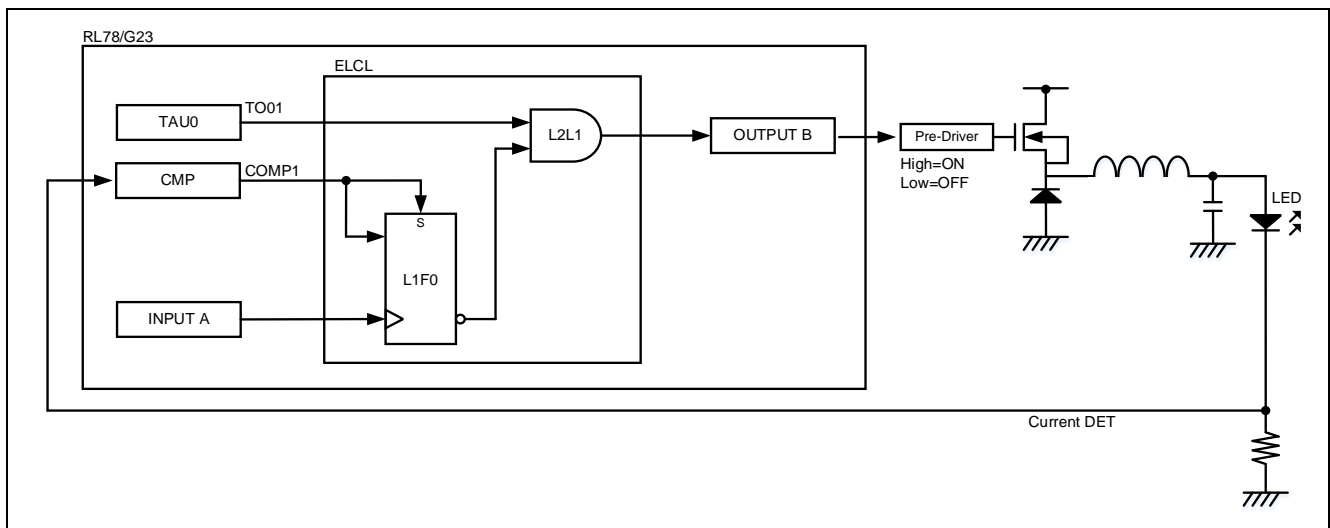 RL78/G23
ELCL
TAU0
TO01
L2L1
OUTPUT B
Pre-Driver
High=ON
Low=OFF
CMP
COMP1
S
L1F0
LED
INPUT A
Current DET